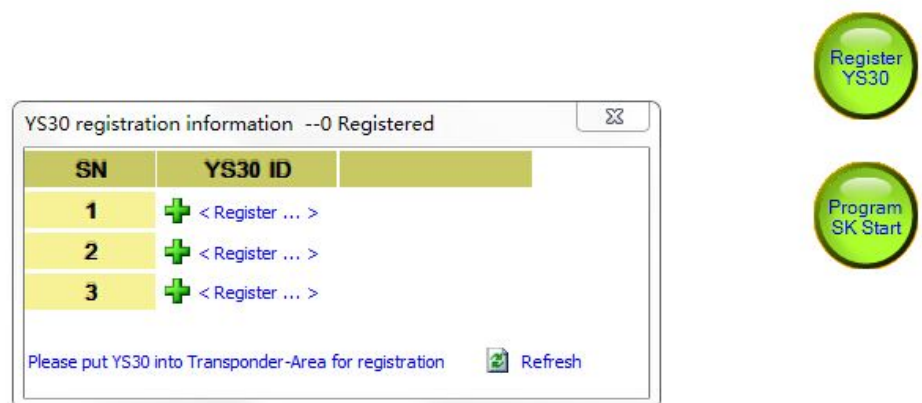 Register
YS30
YS30 registration information  --0 Registered
SN YS30 ID
1 < Register ... >
2 < Register ... >
3 < Register ... >
Program
SK Start
Please put YS30 into Transponder-Area for registration Refresh